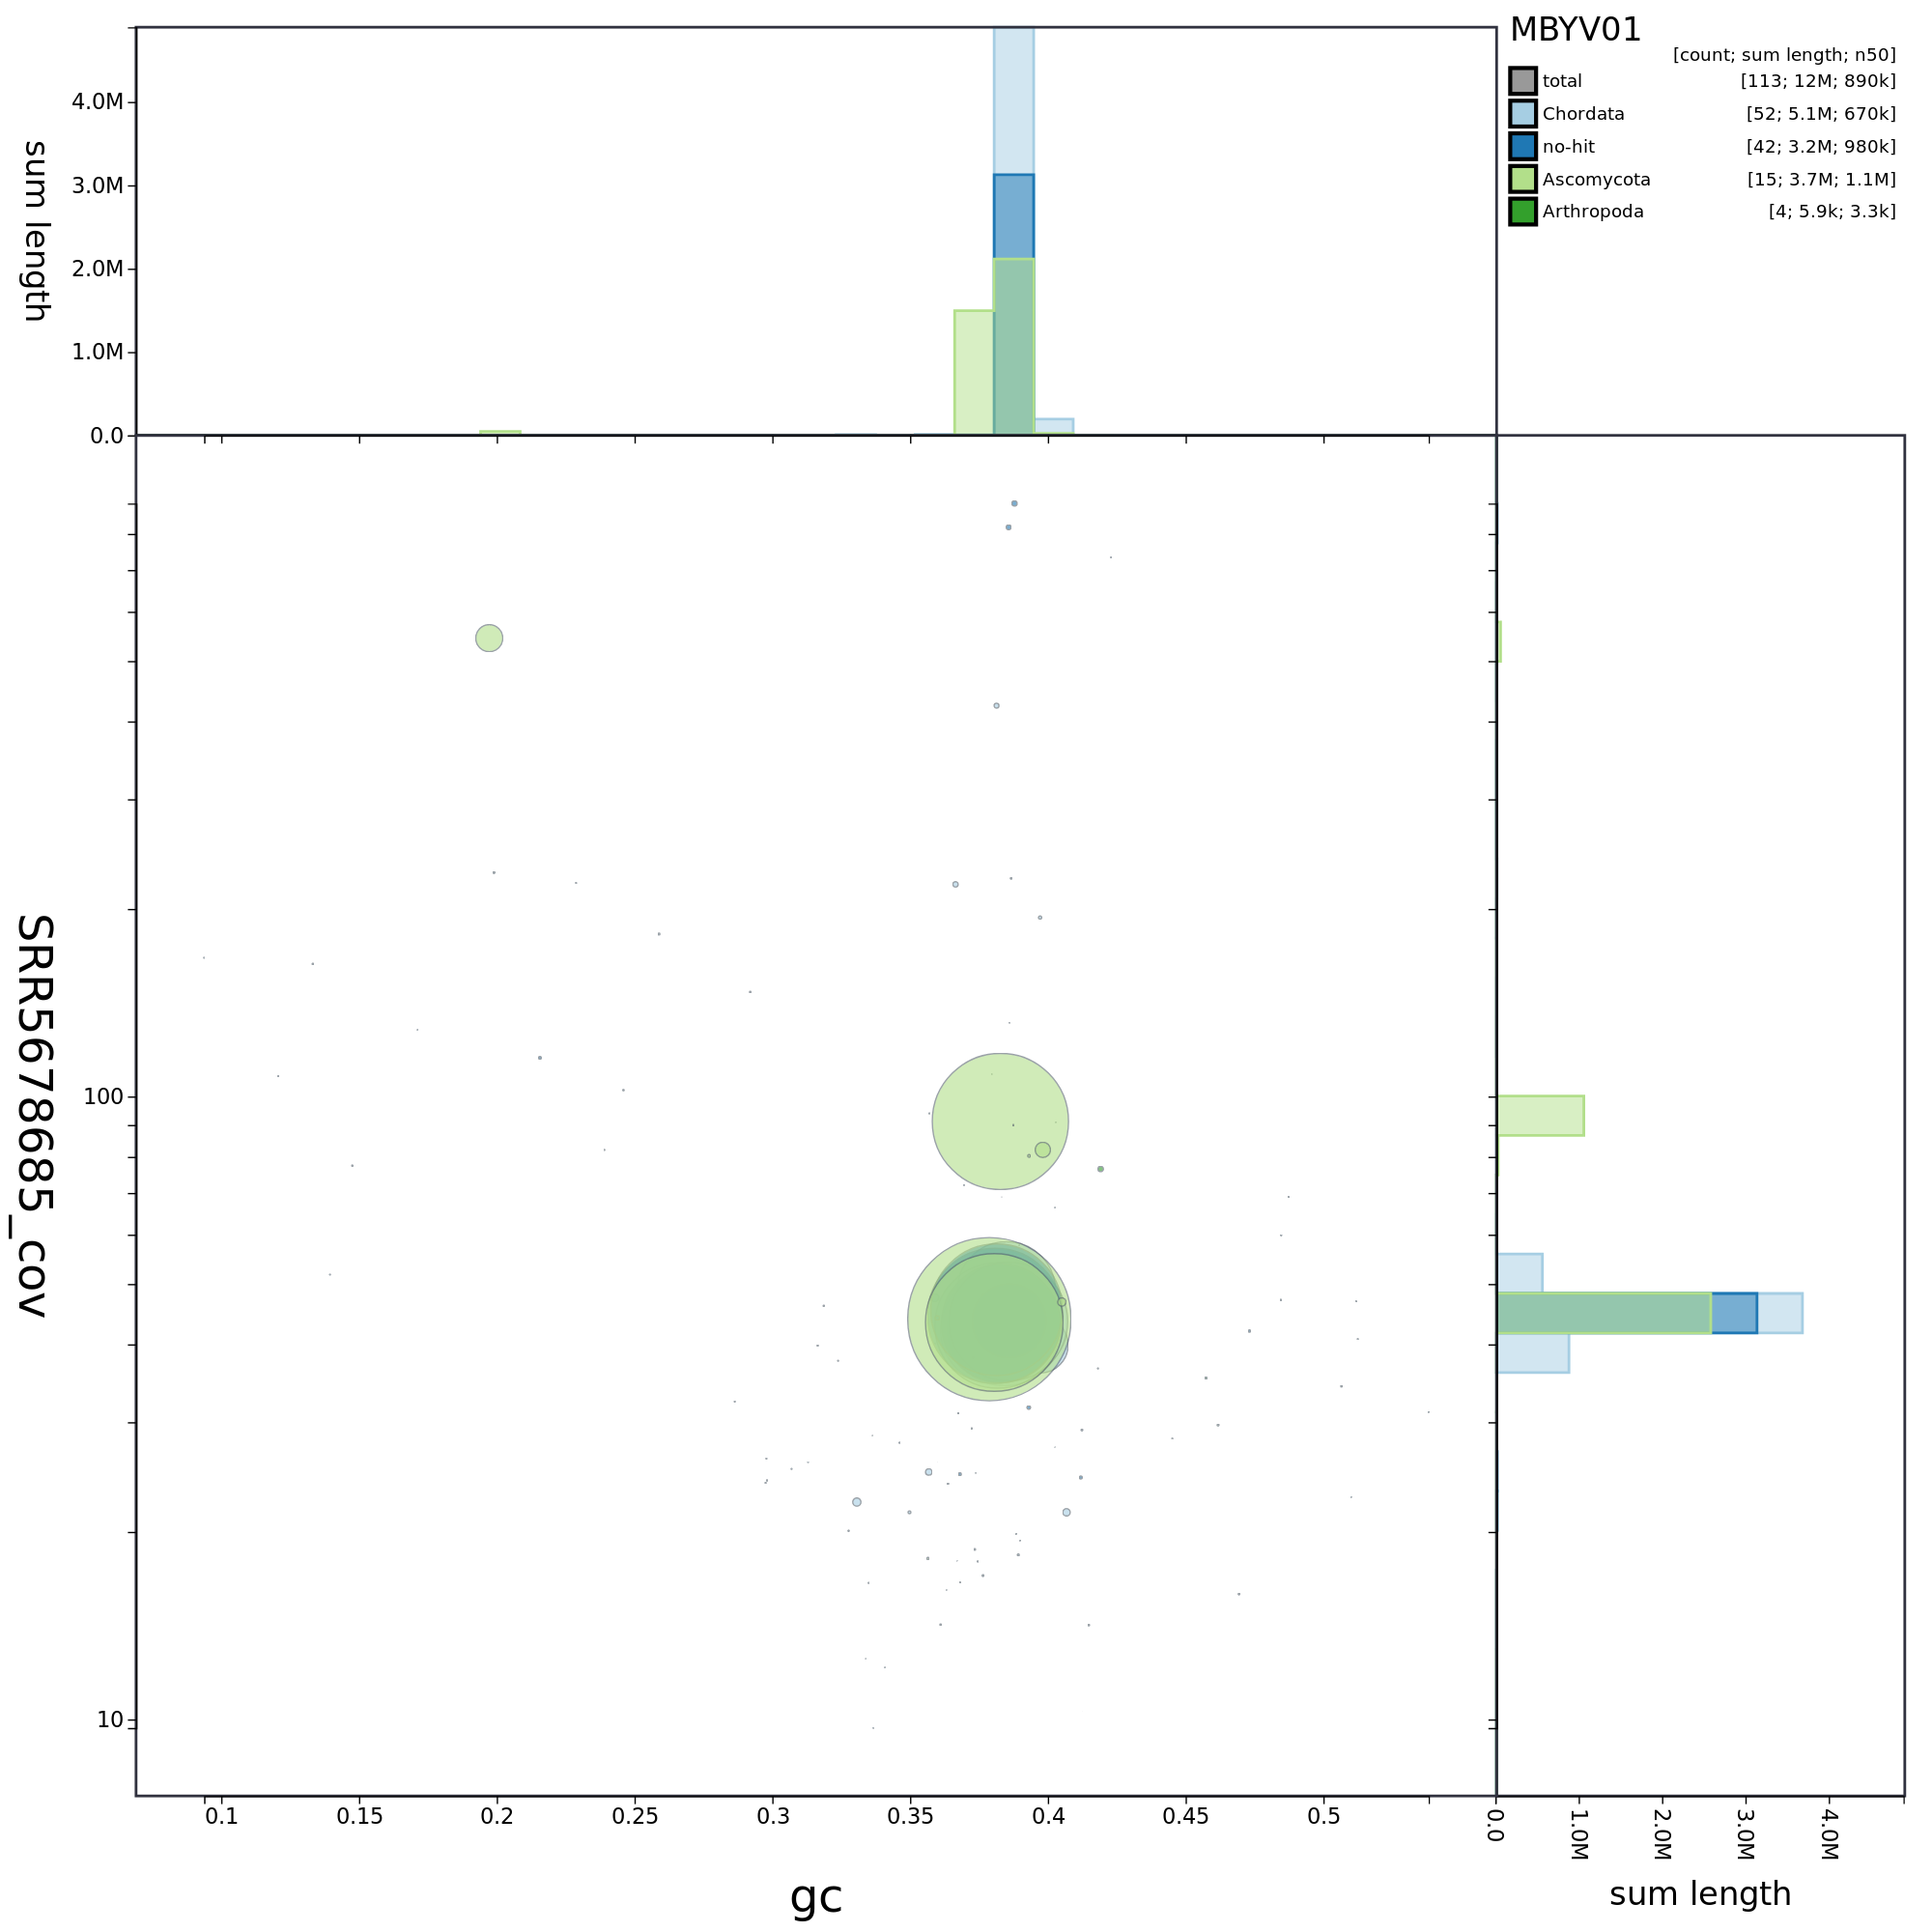 MBYV01
[count; sum length; n50]
total [113; 12M; 890k]
Chordata [52; 5.1M; 670k]
no-hit [42; 3.2M; 980k]
Ascomycota [15; 3.7M; 1.1M]
Arthropoda [4; 5.9k; 3.3k]
sum length
4.0M
3.0M
2.0M
1.0M
0.0
SRR5678685_cov
100
10
0.1 0.15 0.2 0.25 0.3 0.35 0.4 0.45 0.5
gc
0.0 1.0M 2.0M 3.0M 4.0M
sum length